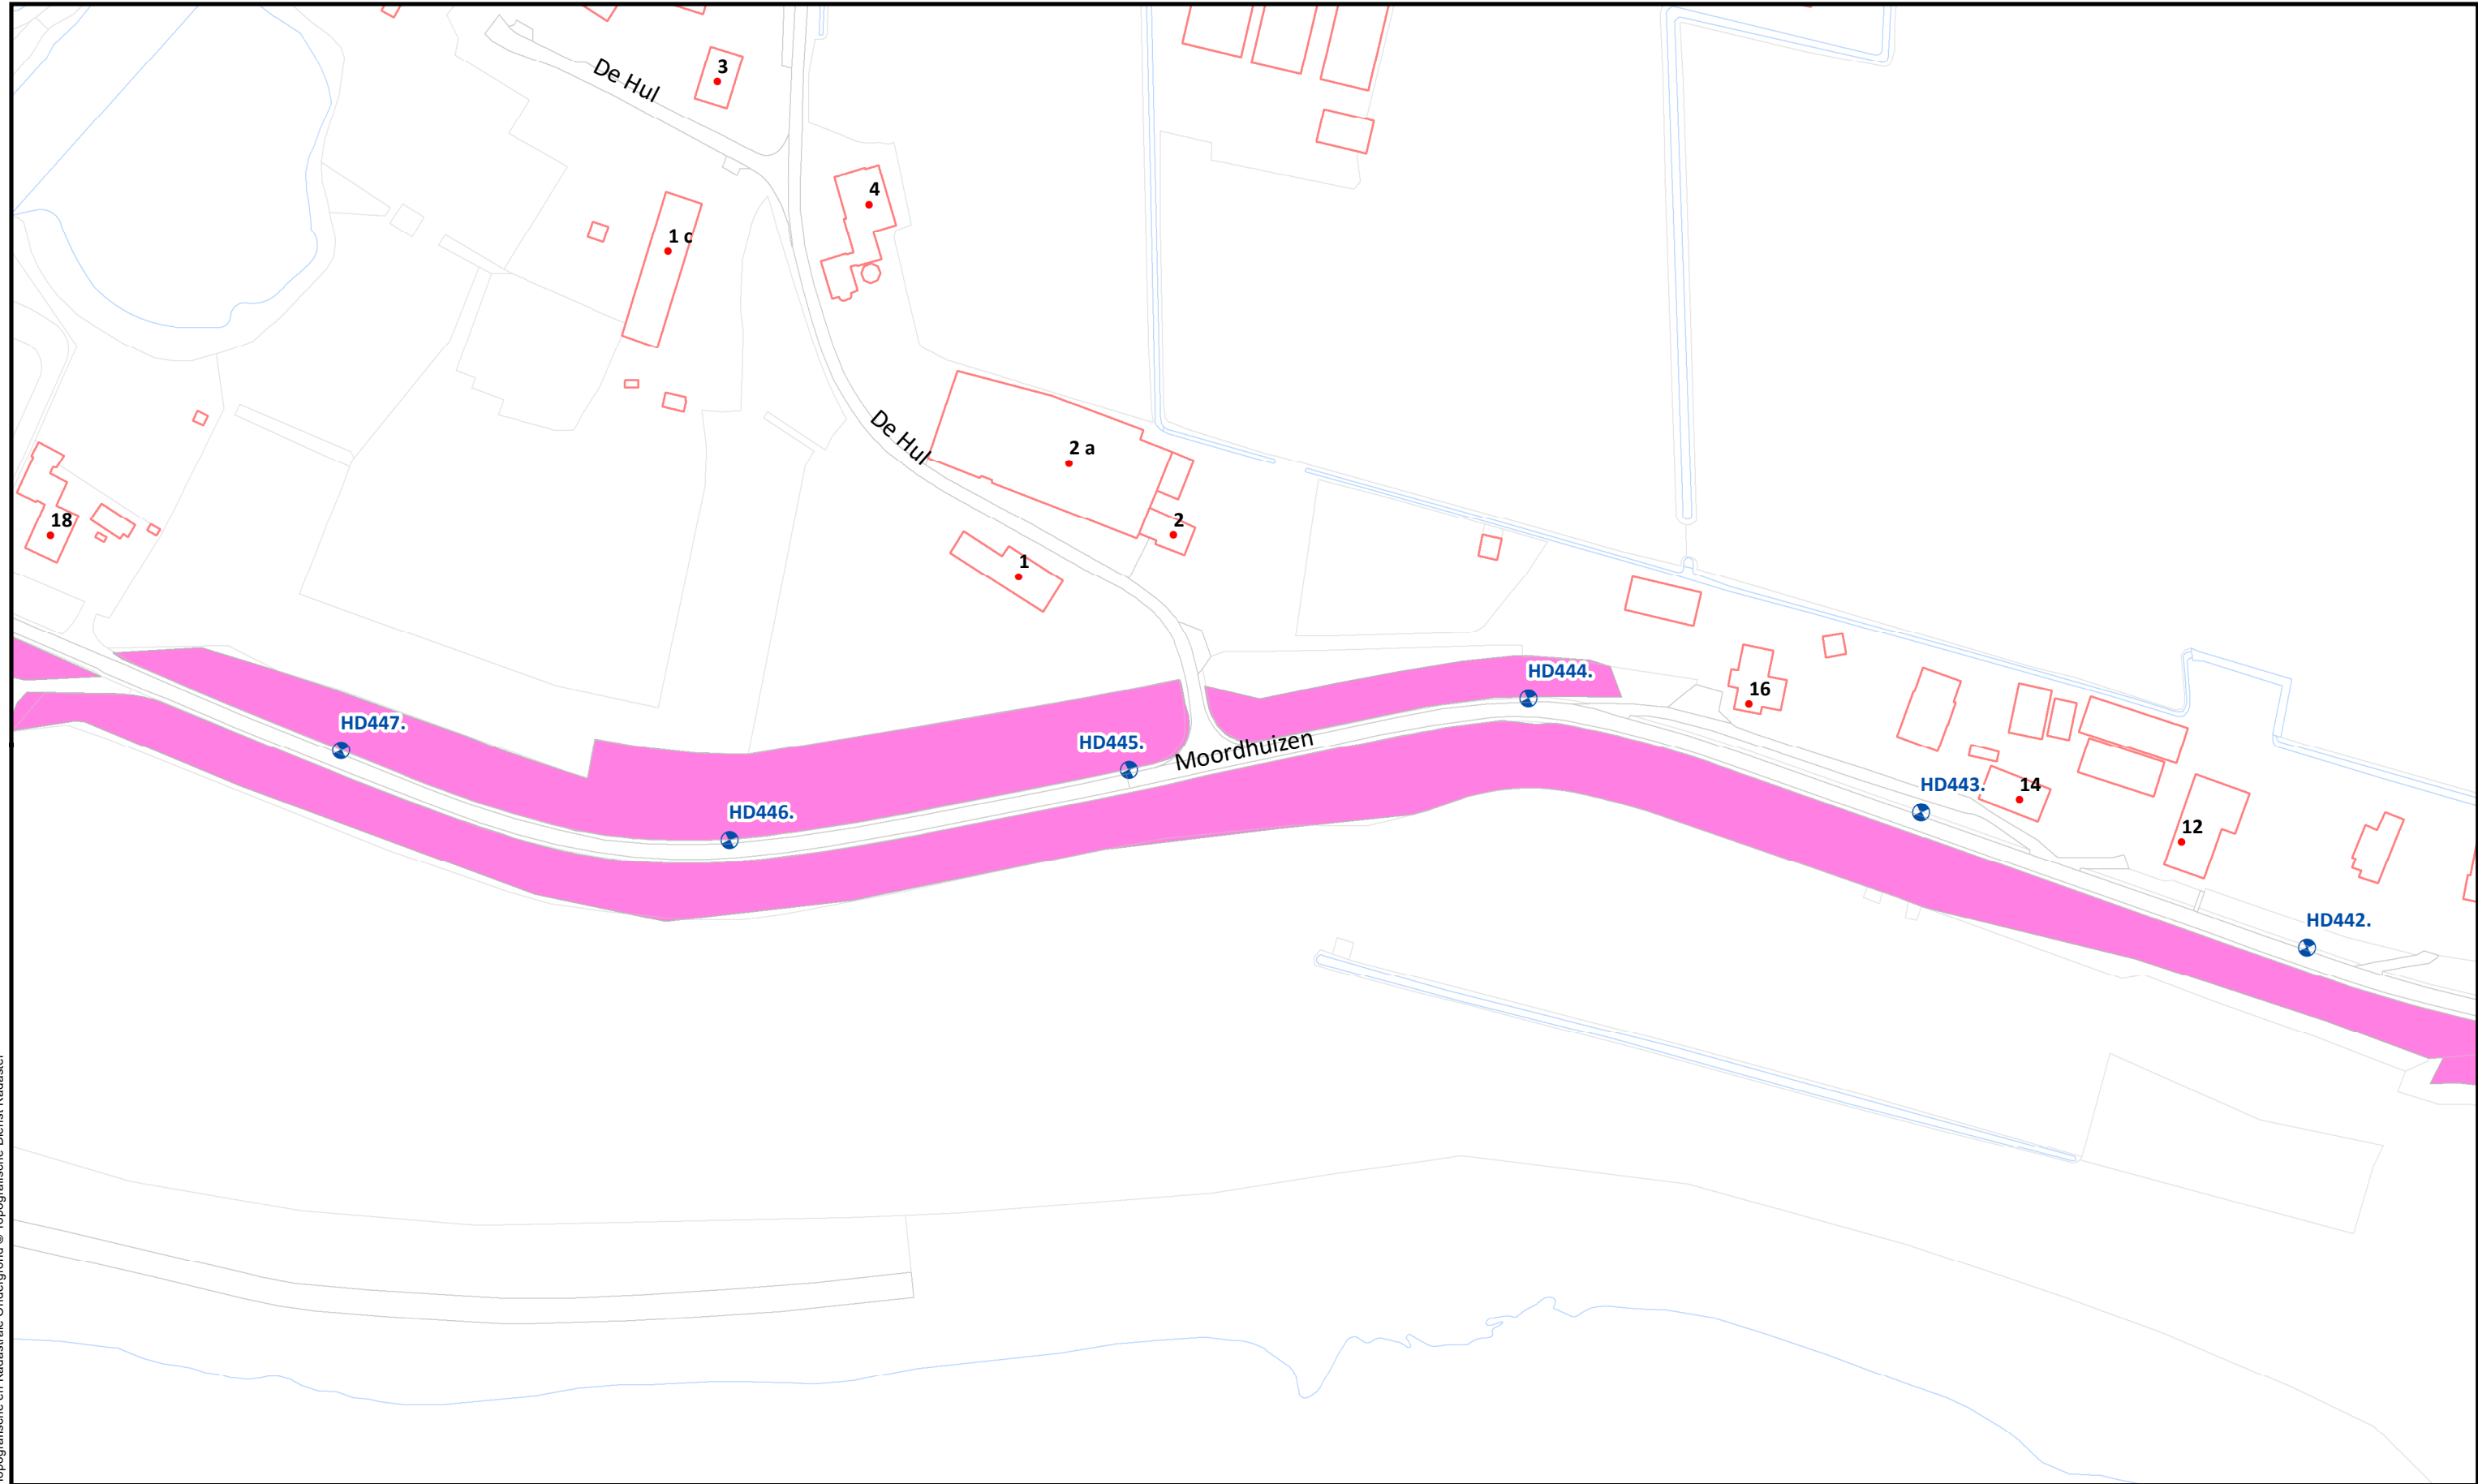 3
De Hul
4
1 c
De Hul
2 a
18
2
1
HD444.
16
HD447.
HD445.
Moordhuizen
HD443.
14
HD446.
12
HD442.